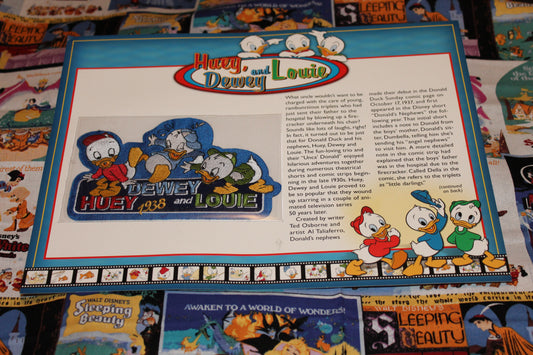 Huey,
and
Dewey
Louie
What uncle wouldn't want to be
charged with the care of young,
rambunctious triplets who had
just sent their father to the
hospital by blowing up a fire-
cracker underneath his chair?
Sounds like lots of laughs, right?
In fact, it turned out to be just
that for Donald Duck and his
nephews, Huey, Dewey and
Louie. The fun-loving trio and
their "Unca' Donald" enjoyed
hilarious adventures together
during numerous theatrical
shorts and comic strips begin-
ning in the late 1930s. Huey,
Dewey and Louie proved to
be so popular that they wound
up starring in a couple of ani-
mated television series
50 years later.
Created by writer
Ted Osborne and
artist Al Taliaferro,
Donald's nephews
made their debut in the Donald
Duck Sunday comic page on
October 17, 1937, and first
appeared in the Disney short
"Donald's Nephews" the fol-
lowing year. That initial short
includes a note to Donald from
the boys' mother, Donald's sis-
ter, Dumbella, telling him she's
sending his "angel nephews"
to visit him. A more detailed
note in the comic strip had
explained that the boys' father
was in the hospital due to the
firecracker. Called Della in the
comic, she refers to the triplets
as "little darlings."
(continued
on back)
DEWEY
HUEY 1938 and LOUIE
WALT DISNEY'S
Sleeping
Beauty
AWAKEN TO A WORLD OF WONDERS!
SLEEPING
BEAUTY
SLEEPING
BEAUTY